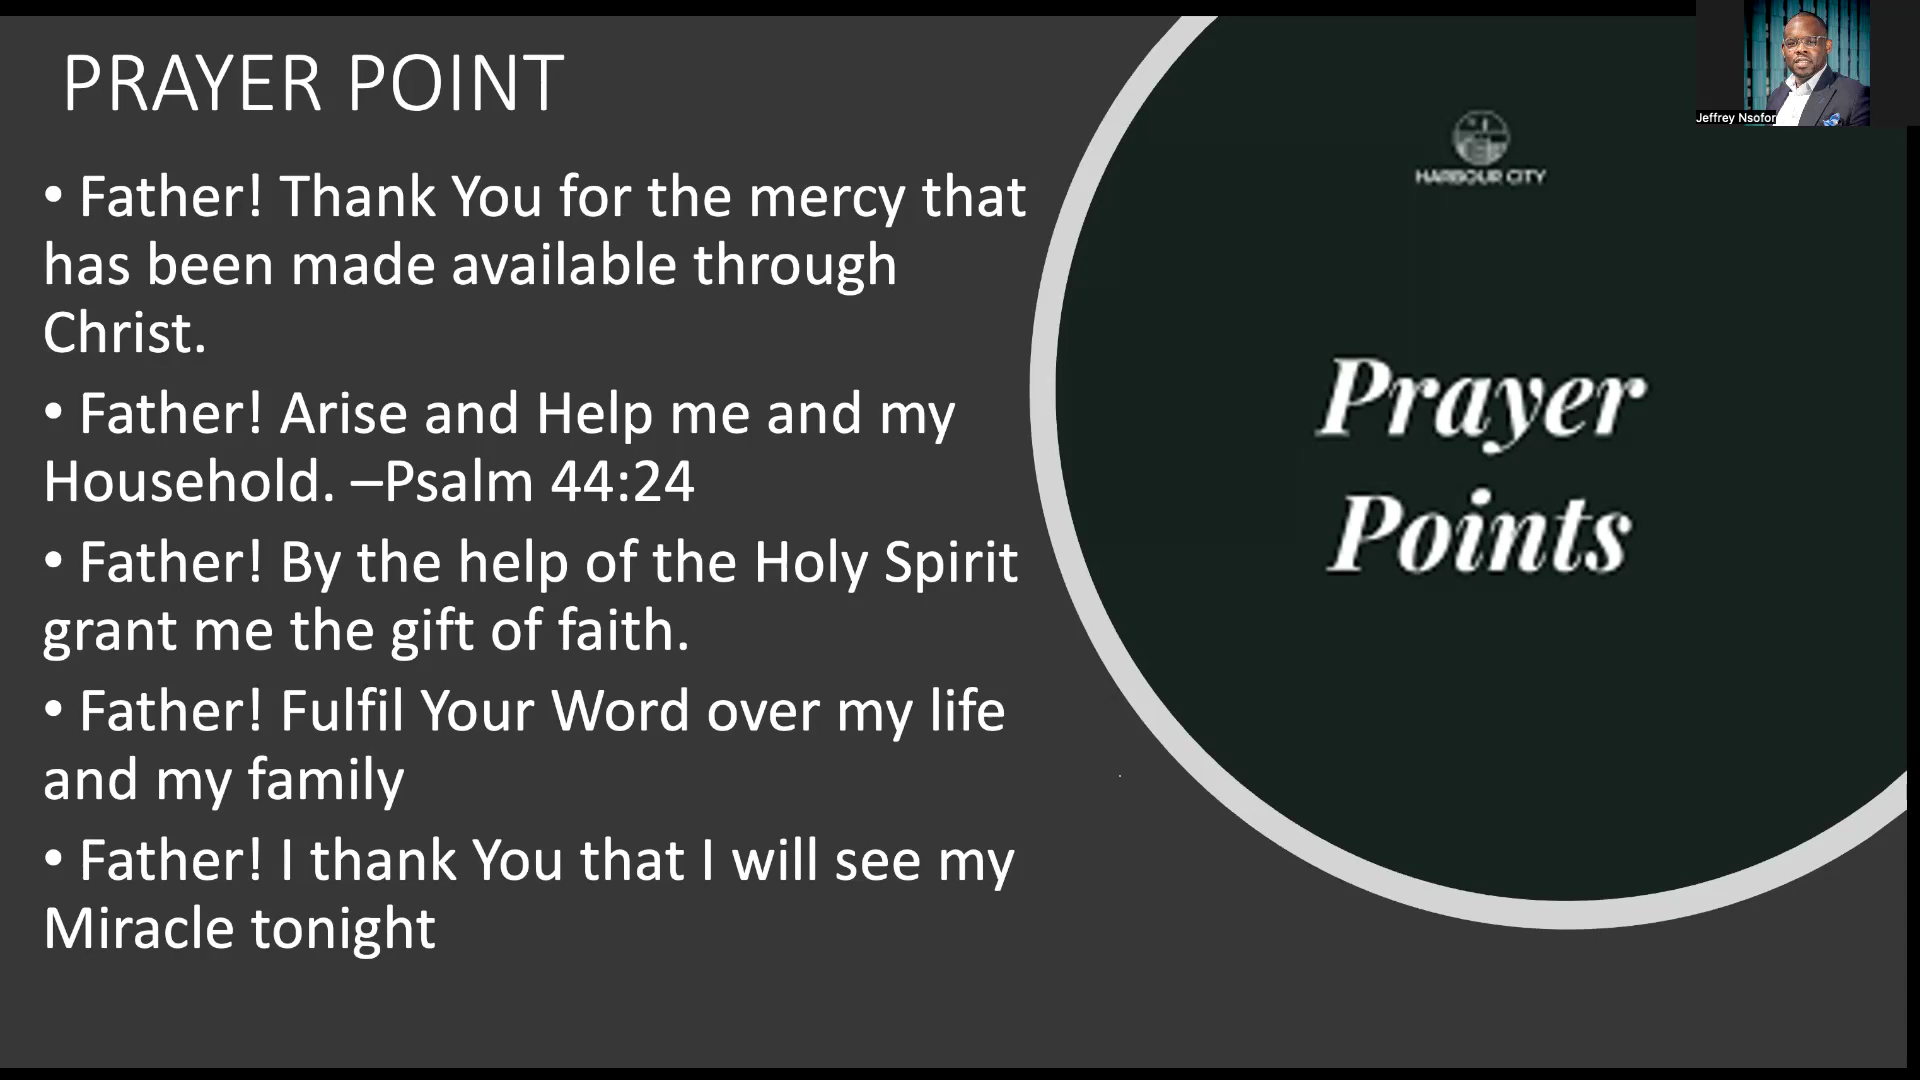 PRAYER POINT
• Father! Thank You for the mercy that
has been made available through
Christ.
• Father! Arise and Help me and my
Household. –Psalm 44:24
• Father! By the help of the Holy Spirit
grant me the gift of faith.
• Father! Fulfil Your Word over my life
and my family
• Father! I thank You that I will see my
Miracle tonight
HARBOUR CITY
Prayer
Points
Jeffrey Nsofor